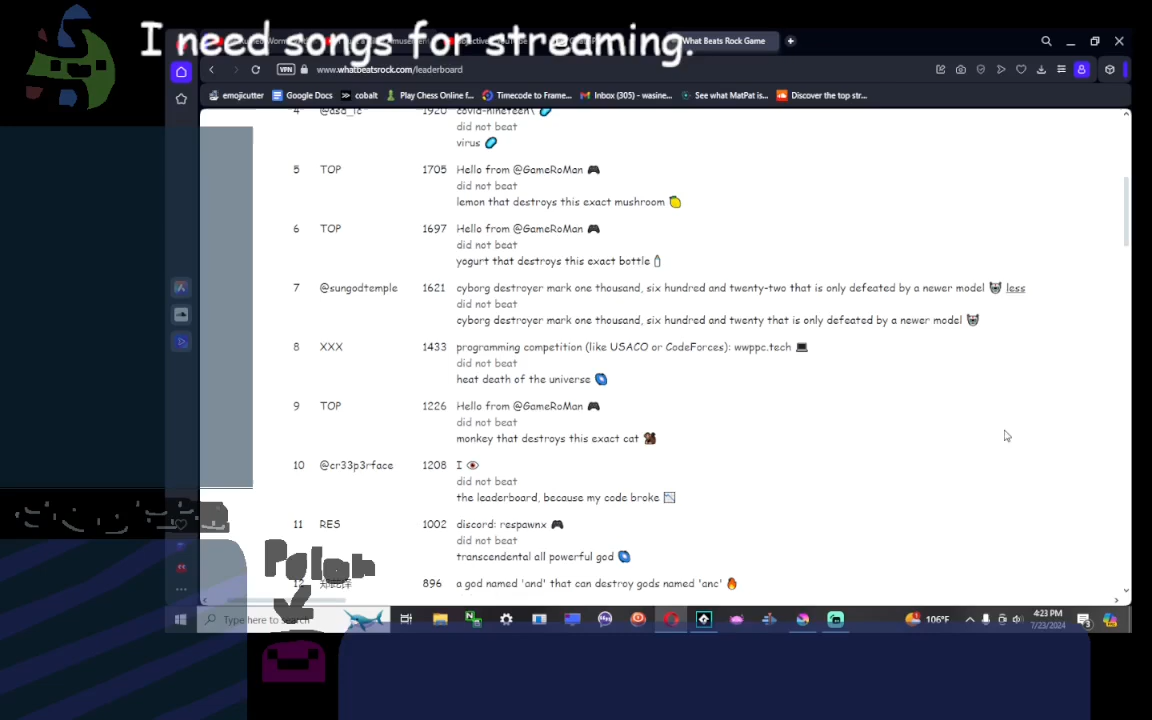 I need songs for streaming.
What Beats Rock Game
VPN www.whatbeatsrock.com/leaderboard
emojicutter Google Docs cobalt Play Chess Online f... Timecode to Frame... Inbox (305) - wasine... See what MatPat is... Discover the top str...
4 1920 covid-nineteen\
did not beat
virus
5 TOP 1705 Hello from @GameRoMan
did not beat
lemon that destroys this exact mushroom
6 TOP 1697 Hello from @GameRoMan
did not beat
yogurt that destroys this exact bottle
7 @sungodtemple 1621 cyborg destroyer mark one thousand, six hundred and twenty-two that is only defeated by a newer model less
did not beat
cyborg destroyer mark one thousand, six hundred and twenty that is only defeated by a newer model
8 XXX 1433 programming competition (like USACO or CodeForces): wwppc.tech
did not beat
heat death of the universe
9 TOP 1226 Hello from @GameRoMan
did not beat
monkey that destroys this exact cat
10 @cr33p3rface 1208 I
did not beat
the leaderboard, because my code broke
11 RES 1002 discord: respawnx
did not beat
transcendental all powerful god
12 896 a god named 'and' that can destroy gods named 'anc'
Type here to search
106°F
4:23 PM
7/23/2024